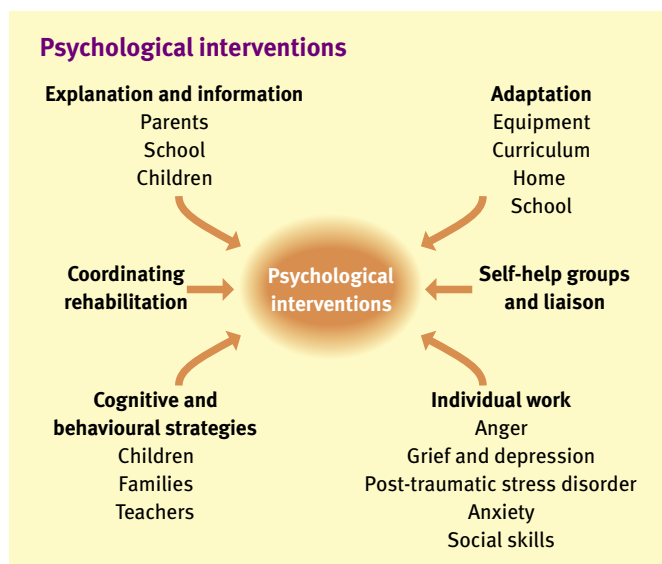 Psychological interventions
Explanation and information
Parents
School
Children
Adaptation
Equipment
Curriculum
Home
School
Coordinating
rehabilitation
Psychological
interventions
Self-help groups
and liaison
Cognitive and
behavioural strategies
Children
Families
Teachers
Individual work
Anger
Grief and depression
Post-traumatic stress disorder
Anxiety
Social skills